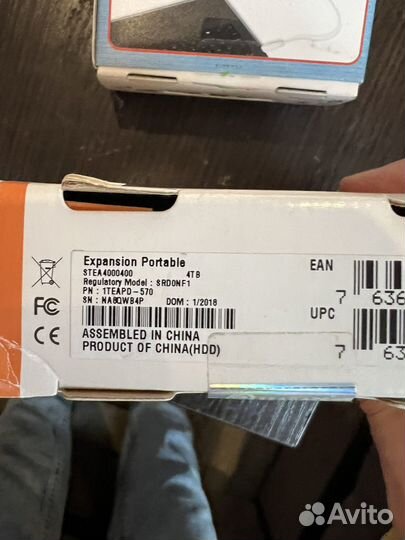 Expansion Portable
STEA4000400 4TB
Regulatory Model : SRD0NF1
PN : 1TEAPD-570
SN : NA8QWB4P DOM : 1/2018
ASSEMBLED IN CHINA
PRODUCT OF CHINA(HDD)
FC
CE
EAN
7 636
UPC
7 63
Avito